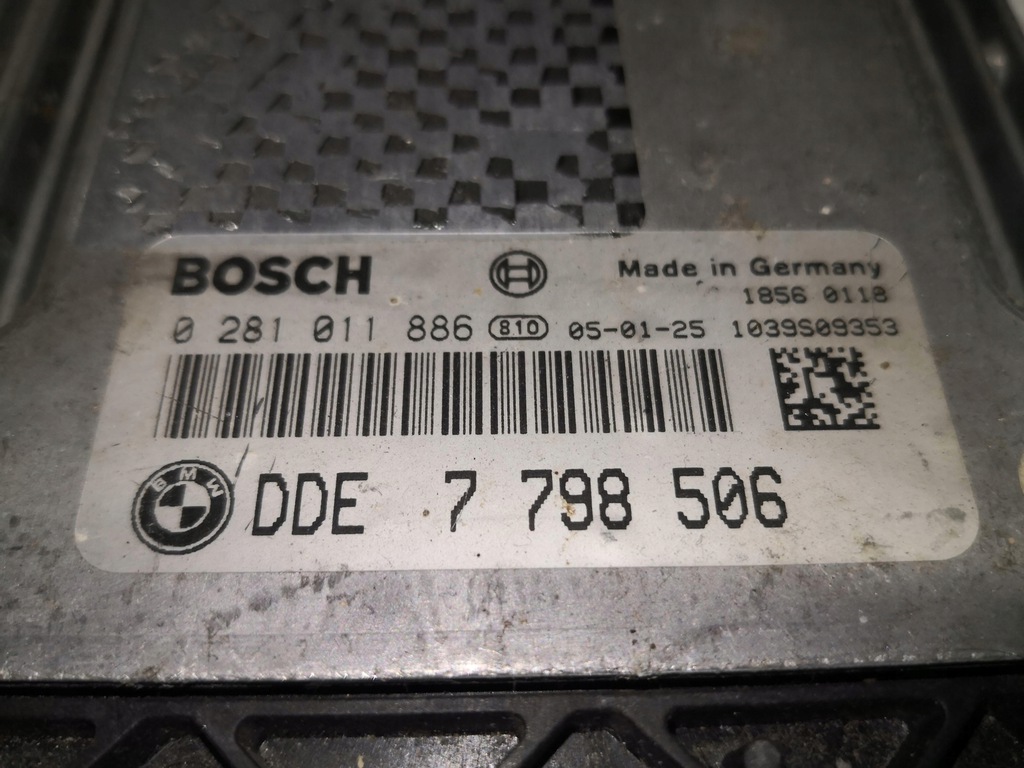 BOSCH
Made in Germany
1856 0118
0 281 011 886 810 05-01-25 1039S09353
BMW DDE 7 798 506